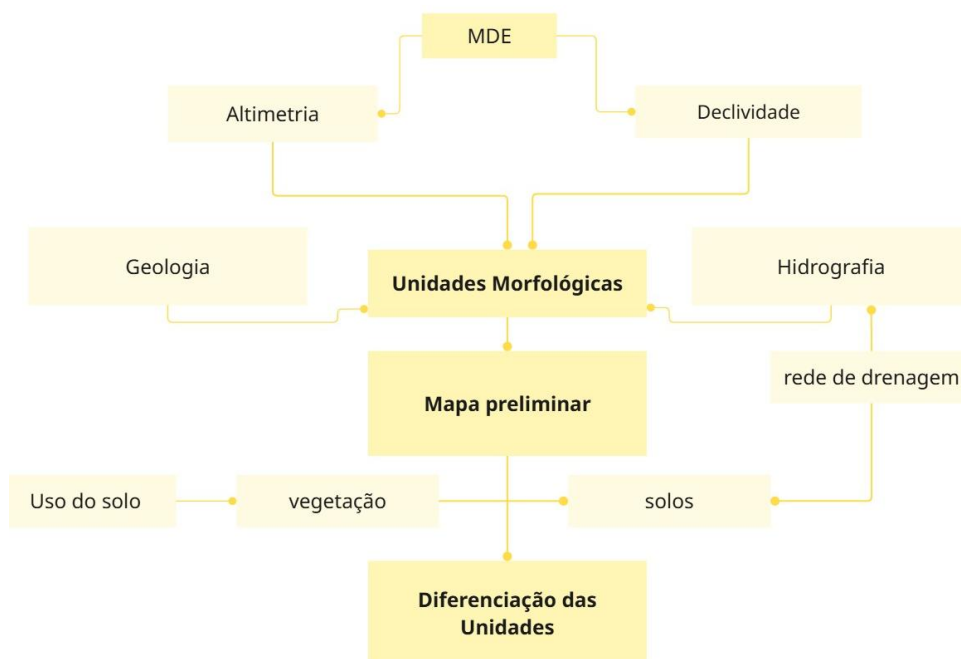 MDE
Altimetria
Declividade
Geologia
Unidades Morfológicas
Hidrografia
Mapa preliminar
rede de drenagem
Uso do solo
vegetação
solos
Diferenciação das
Unidades